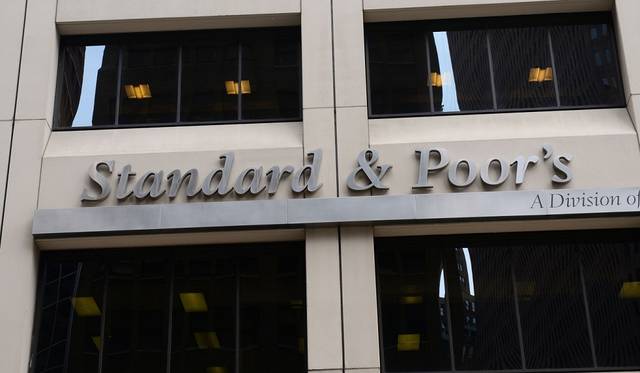 Standard & Poor's
A Division of